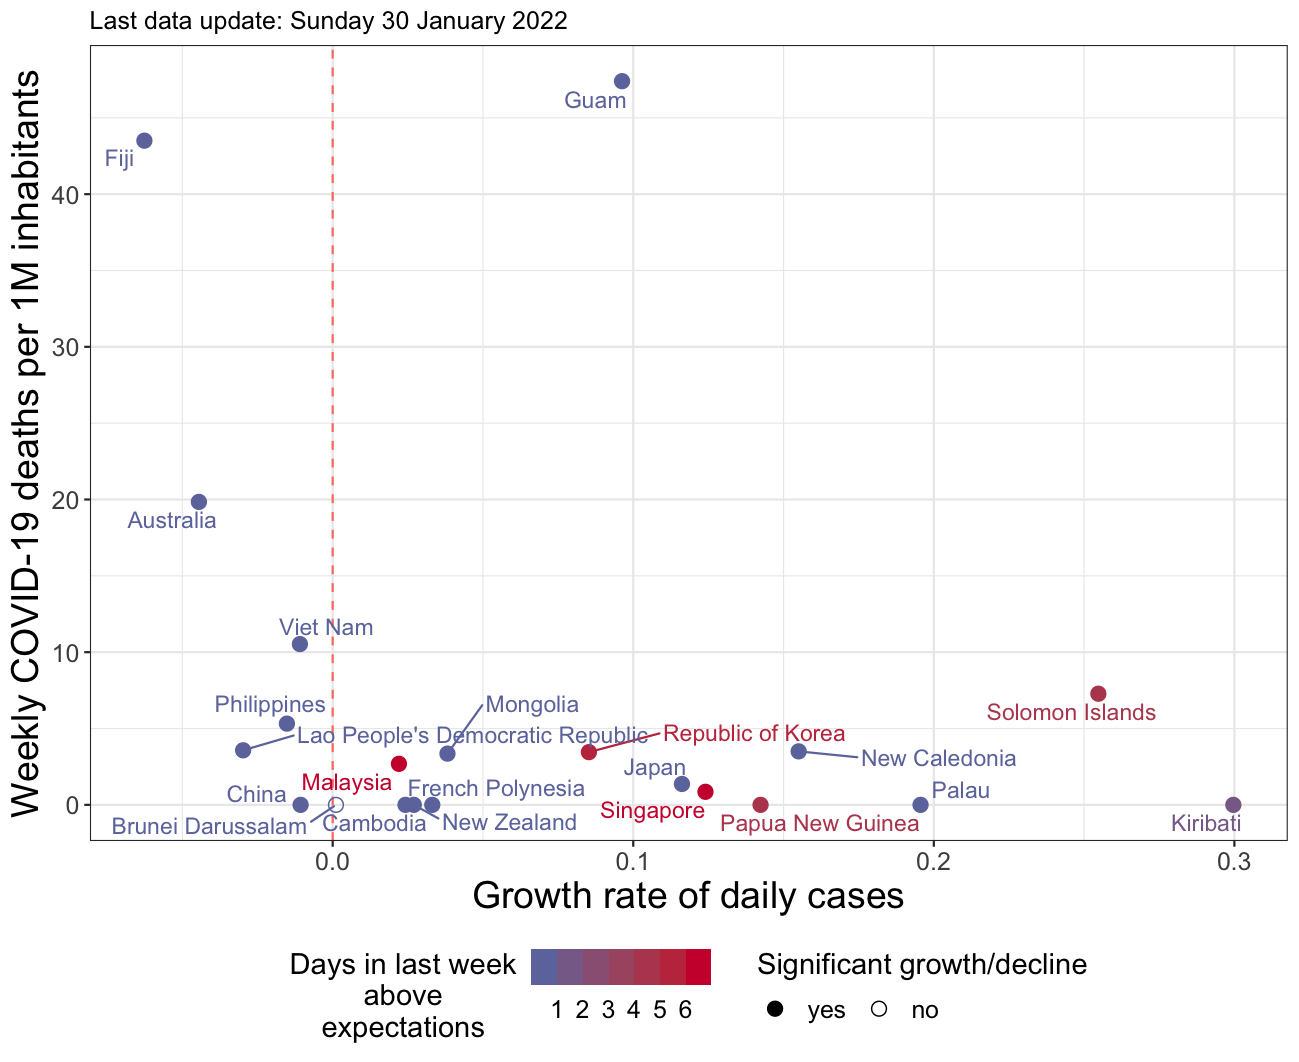 Last data update: Sunday 30 January 2022
Weekly COVID-19 deaths per 1M inhabitants
40
30
20
10
0
Guam
Fiji
Australia
Viet Nam
Philippines
Mongolia
Solomon Islands
Lao People's Democratic Republic
Republic of Korea
New Caledonia
Japan
Malaysia
French Polynesia
Palau
China
Singapore
Brunei Darussalam
Cambodia
New Zealand
Papua New Guinea
Kiribati
0.0
0.1
0.2
0.3
Growth rate of daily cases
Days in last week
above
expectations
1 2 3 4 5 6
Significant growth/decline
yes
no